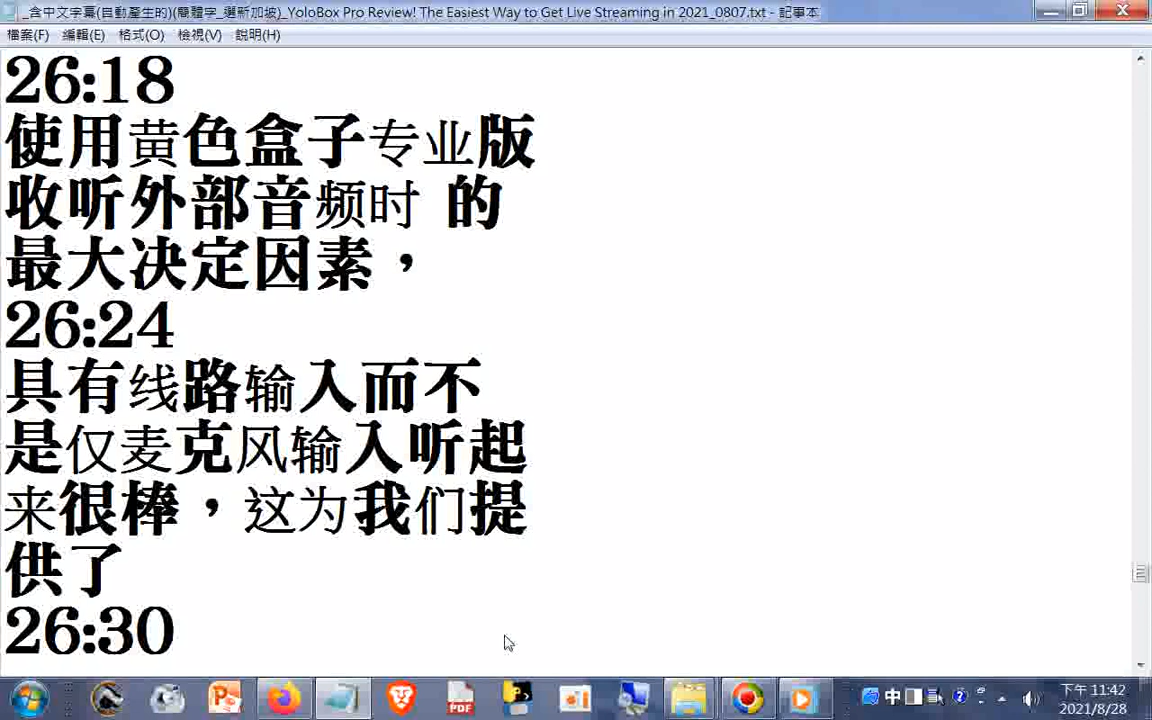 _含中文字幕(自動產生的)(簡體字_選新加坡)_YoloBox Pro Review! The Easiest Way to Get Live Streaming in 2021_0807.txt - 記事本
檔案(F) 編輯(E) 格式(O) 檢視(V) 說明(H)
26:18
使用黄色盒子专业版
收听外部音频时 的
最大决定因素，
26:24
具有线路输入而不
是仅麦克风输入听起
来很棒，这为我们提
供了
26:30
PDF
中
下午 11:42
2021/8/28